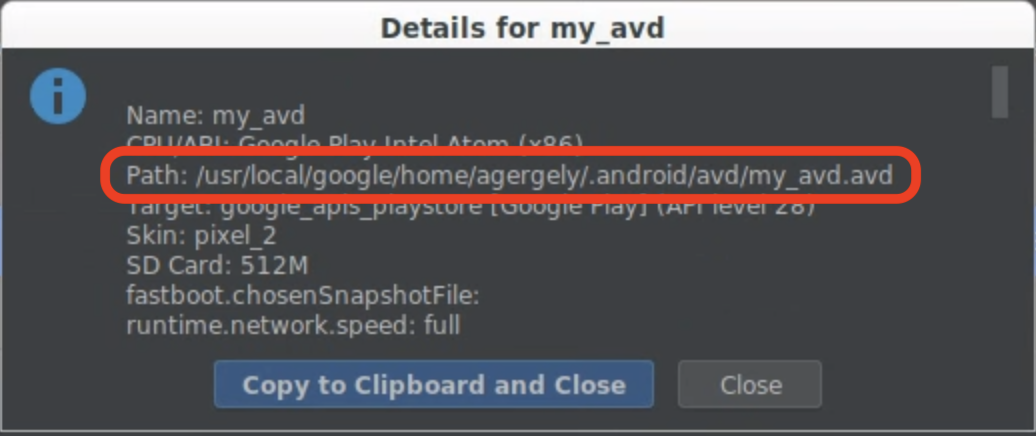 Details for my_avd
Name: my_avd
CPU/ABI: Google Play Intel Atom (x86)
Path: /usr/local/google/home/agergely/.android/avd/my_avd.avd
Target: google_apis_playstore [Google Play] (API level 28)
Skin: pixel_2
SD Card: 512M
fastboot.chosenSnapshotFile:
runtime.network.speed: full
Copy to Clipboard and Close
Close